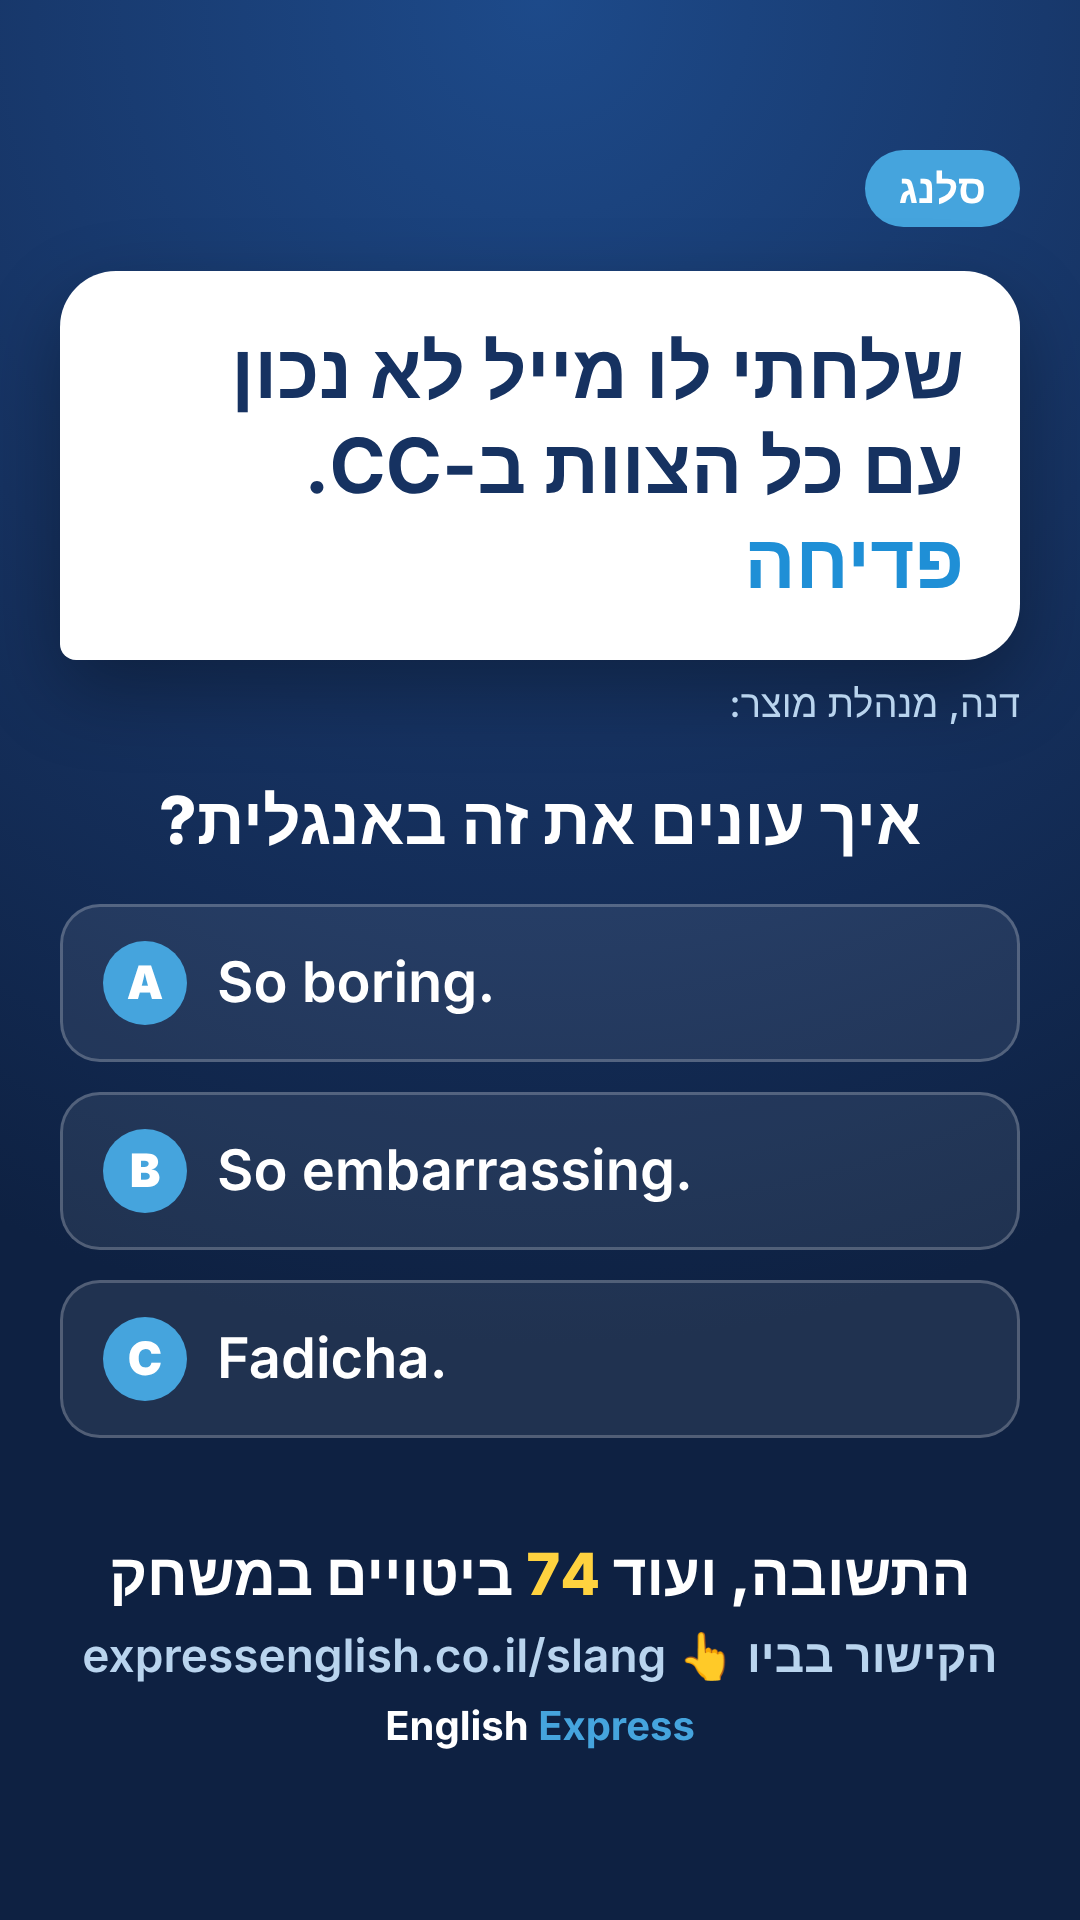 סלנג
שלחתי לו מייל לא נכון
עם כל הצוות ב-CC.
פדיחה
דנה, מנהלת מוצר:
איך עונים את זה באנגלית?
A So boring.
B So embarrassing.
C Fadicha.
התשובה, ועוד 74 ביטויים במשחק
הקישור בביו 👆 expressenglish.co.il/slang
English Express